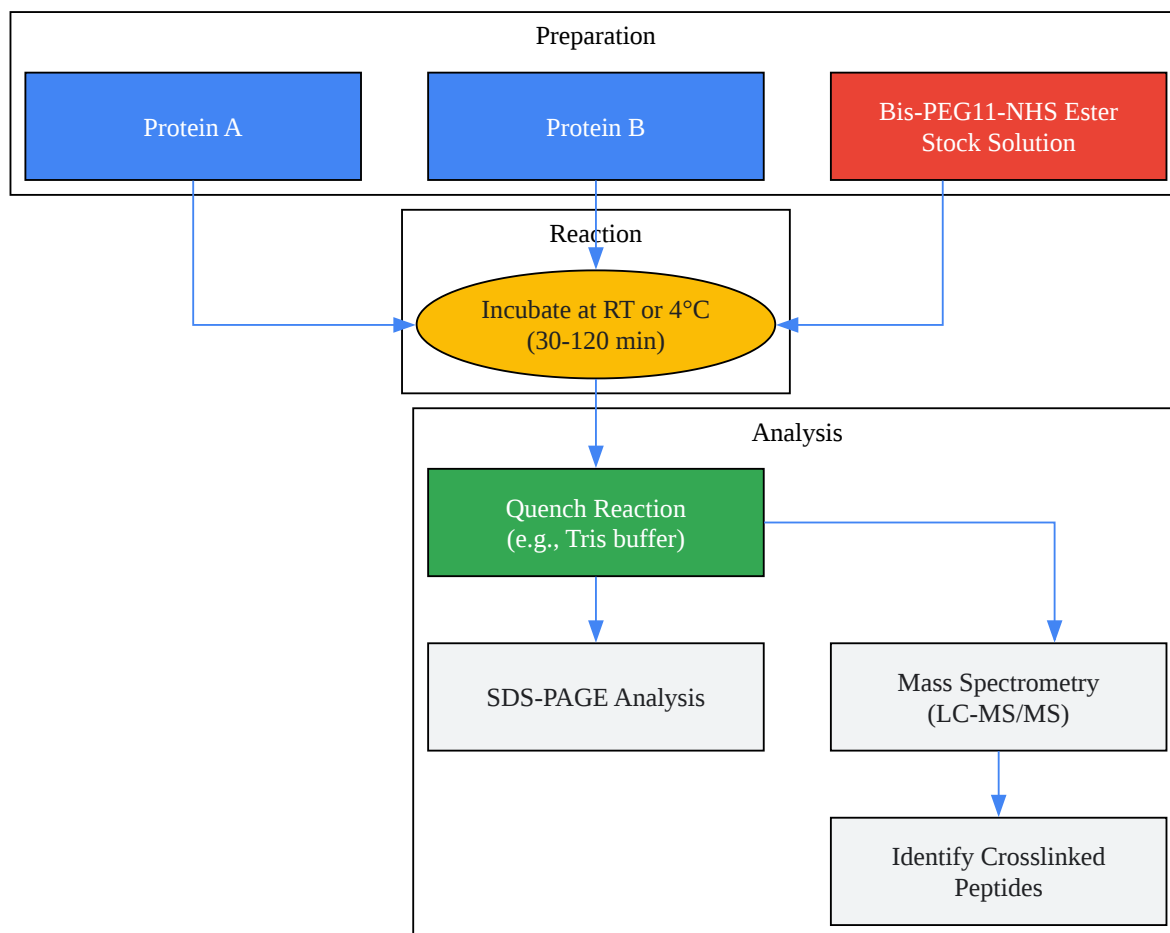 Preparation
Protein A
Protein B
Bis-PEG11-NHS Ester
Stock Solution
Reaction
Incubate at RT or 4°C
(30-120 min)
Analysis
Quench Reaction
(e.g., Tris buffer)
SDS-PAGE Analysis
Mass Spectrometry
(LC-MS/MS)
Identify Crosslinked
Peptides